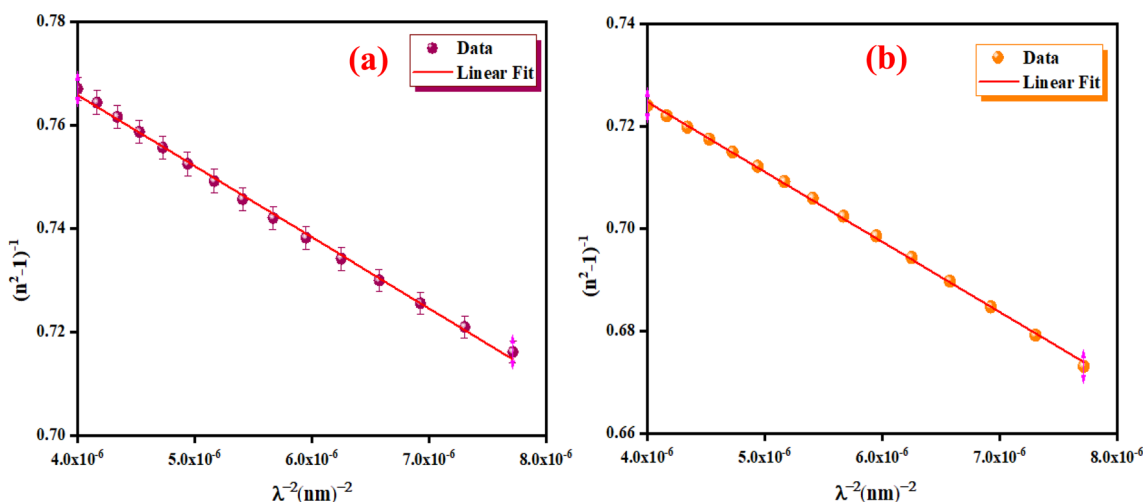 (a)
Data
Linear Fit
0.78
0.76
0.74
0.72
0.70
(n²-1)⁻¹
4.0x10⁻⁶
5.0x10⁻⁶
6.0x10⁻⁶
7.0x10⁻⁶
8.0x10⁻⁶
λ⁻²(nm)⁻²
(b)
Data
Linear Fit
0.74
0.72
0.70
0.68
0.66
(n²-1)⁻¹
4.0x10⁻⁶
5.0x10⁻⁶
6.0x10⁻⁶
7.0x10⁻⁶
8.0x10⁻⁶
λ⁻²(nm)⁻²